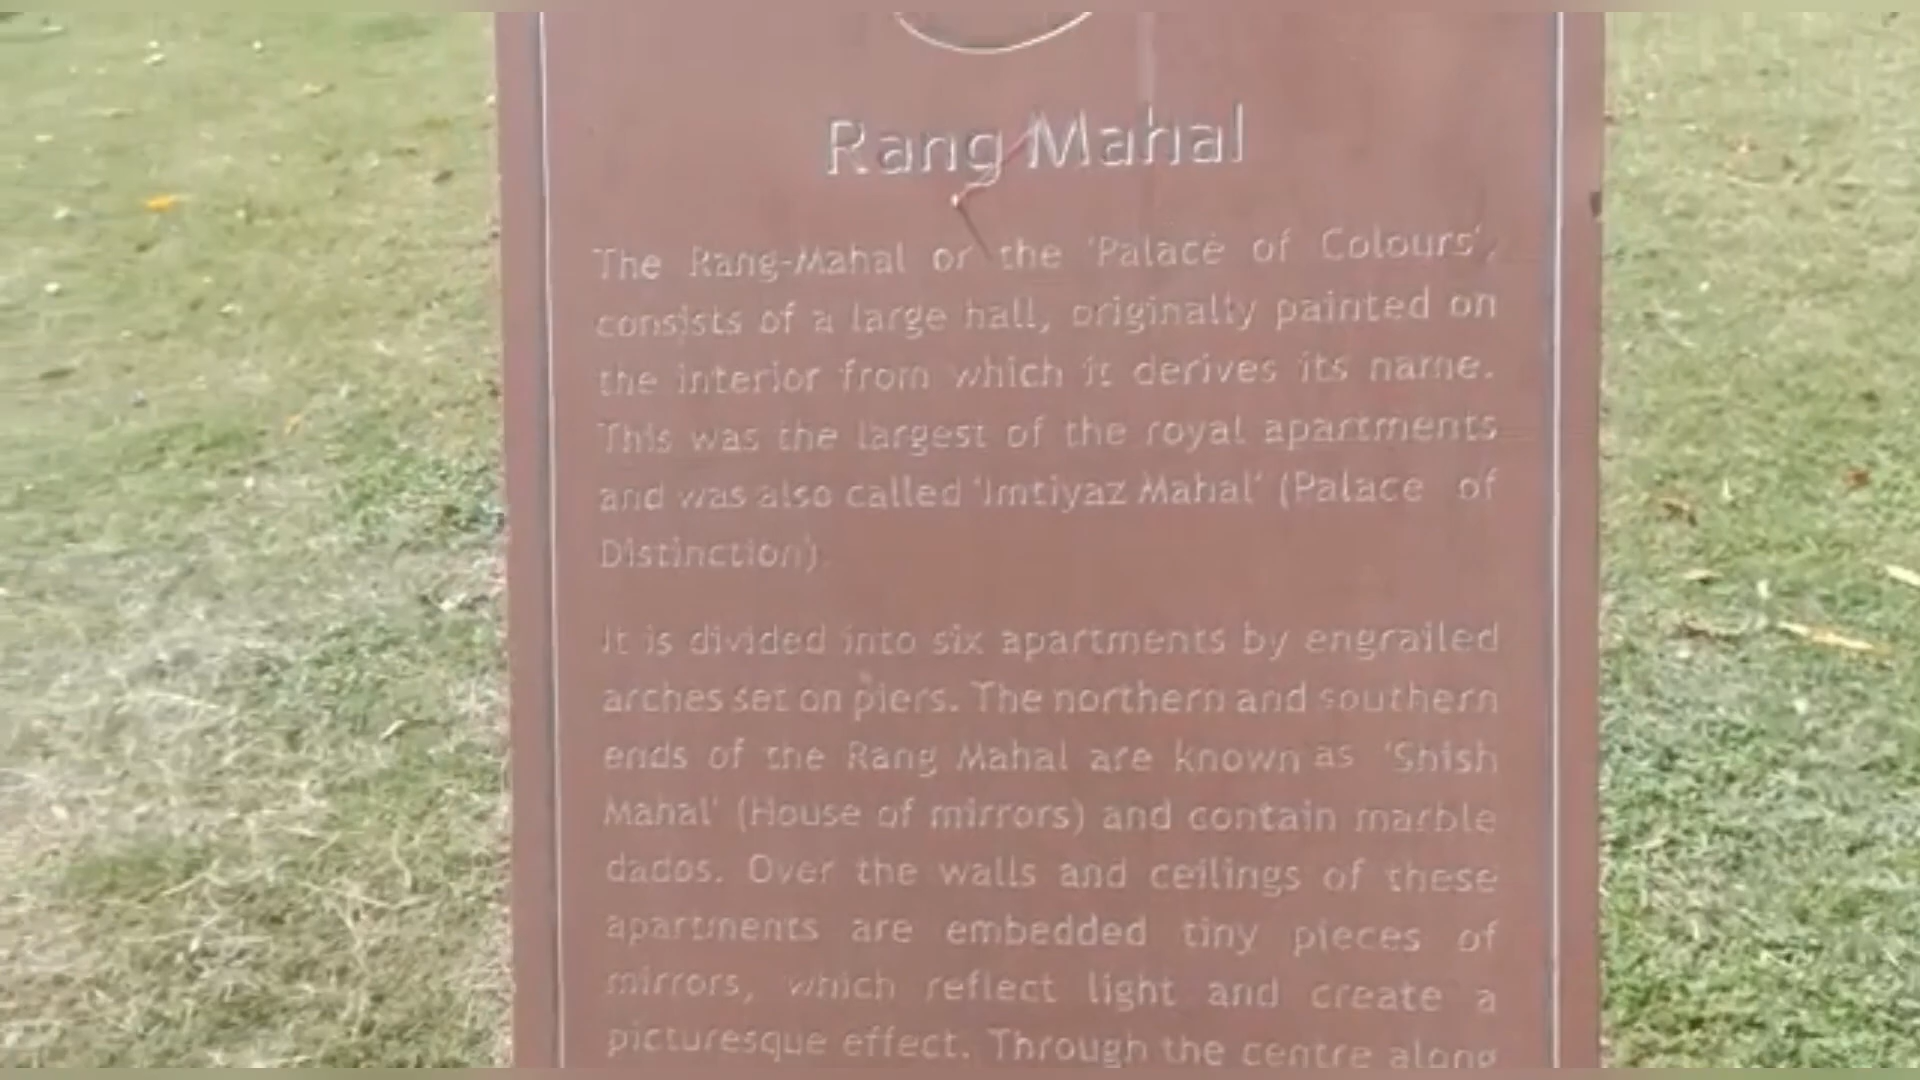 Rang Mahal
The Rang-Mahal or the 'Palace of Colours',
consists of a large hall, originally painted on
the interior from which it derives its name.
This was the largest of the royal apartments
and was also called 'Imtiyaz Mahal' (Palace of
Distinction).
It is divided into six apartments by engrailed
arches set on piers. The northern and southern
ends of the Rang Mahal are known as 'Shish
Mahal' (House of mirrors) and contain marble
dados. Over the walls and ceilings of these
apartments are embedded tiny pieces of
mirrors, which reflect light and create a
picturesque effect. Through the centre along